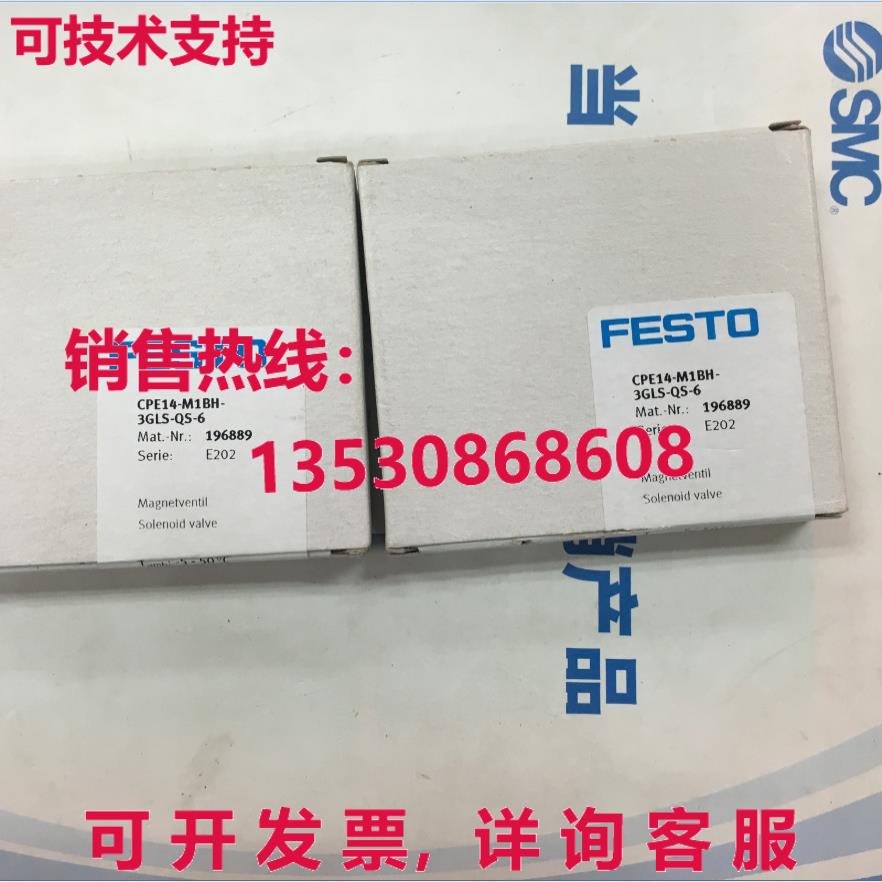 可技术支持
SMC
®
当
销售热线：
CPE14-M1BH-
3GLS-QS-6
Mat.-Nr.: 196889
Serie: E202
Magnetventil
Solenoid valve
FESTO
CPE14-M1BH-
3GLS-QS-6
Mat.-Nr.: 196889
E202
Magnetventil
Solenoid valve
13530868608
产品
可开发票, 详询客服